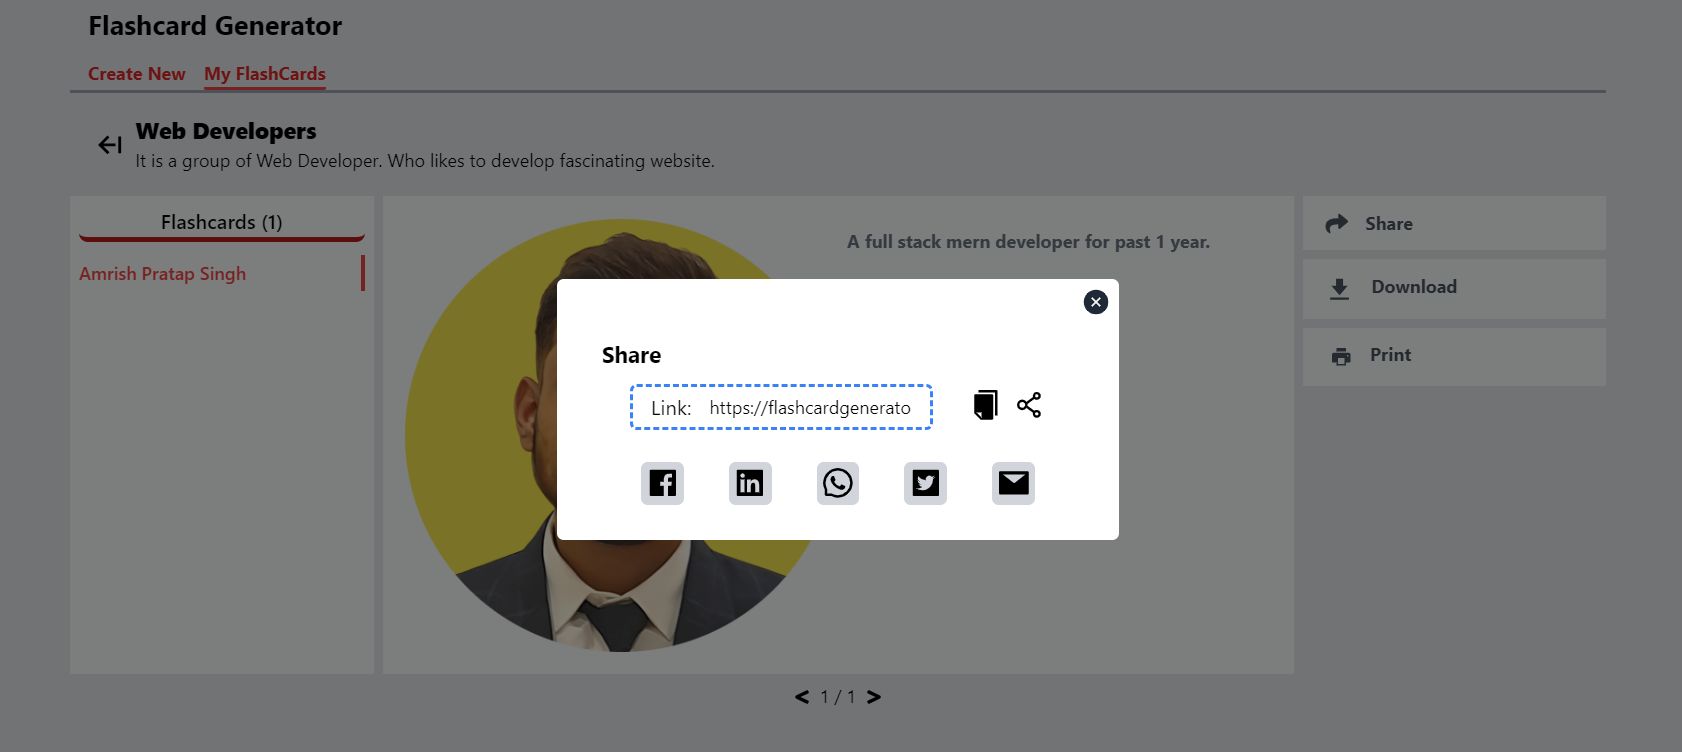 Flashcard Generator
Create New My FlashCards
Web Developers
It is a group of Web Developer. Who likes to develop fascinating website.
Flashcards (1)
Amrish Pratap Singh
A full stack mern developer for past 1 year.
Share
Download
Print
Share
Link: https://flashcardgenerato
< 1 / 1 >